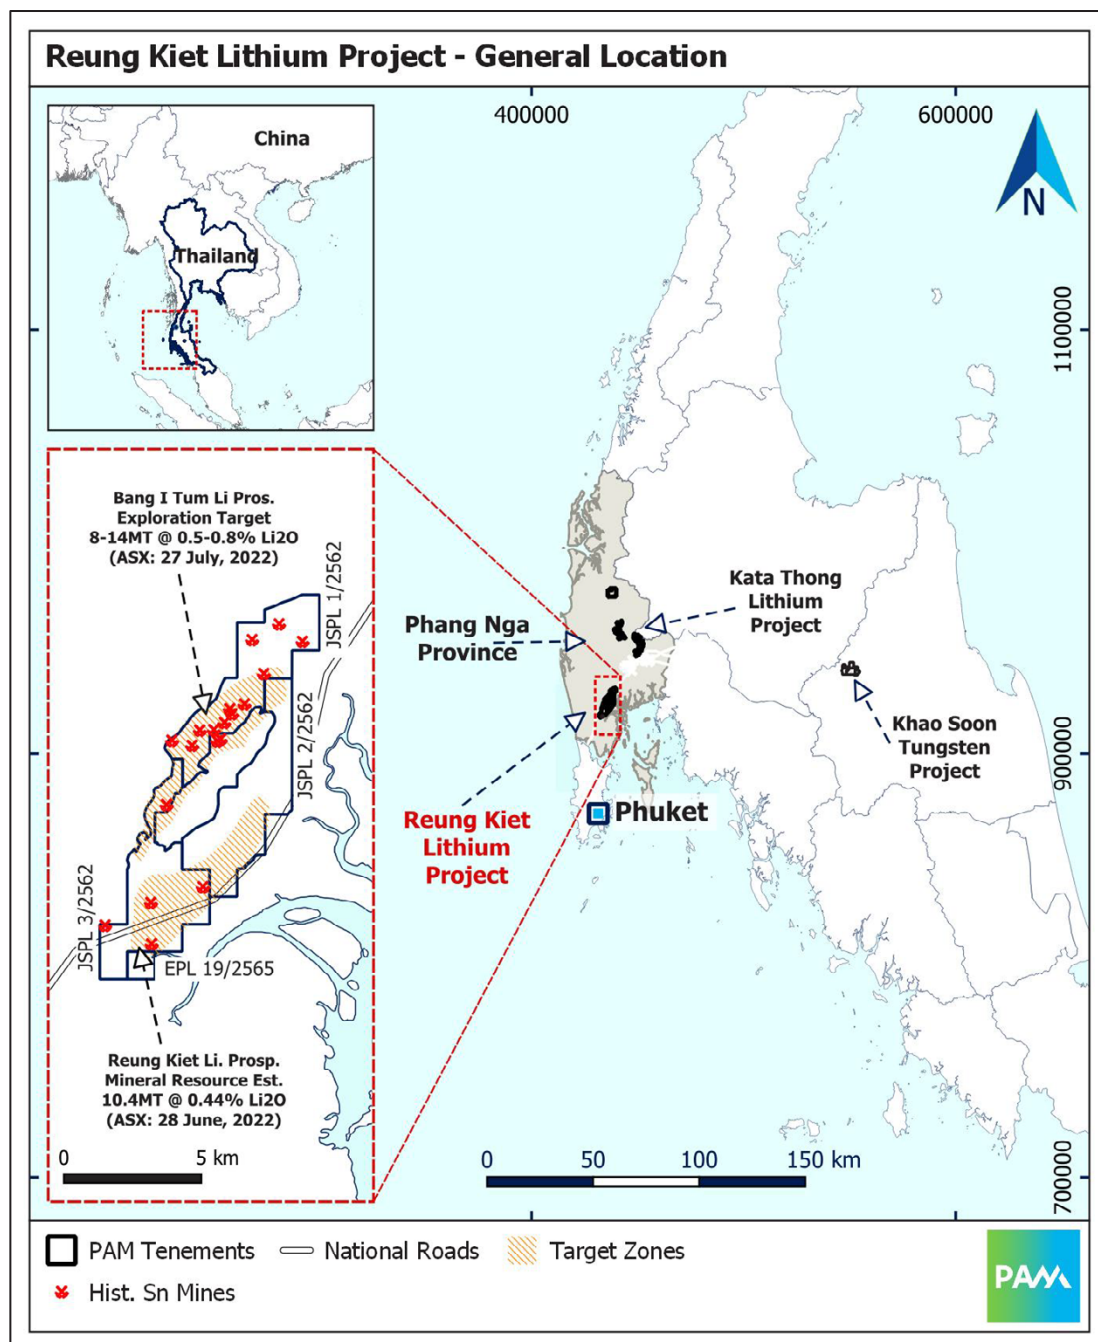 Reung Kiet Lithium Project - General Location
400000
600000
China
Thailand
N
1100000
Bang I Tum Li Pros.
Exploration Target
8-14MT @ 0.5-0.8% Li2O
(ASX: 27 July, 2022)
JSPL 1/2562
JSPL 2/2562
JSPL 3/2562
EPL 19/2565
Reung Kiet Li. Prosp.
Mineral Resource Est.
10.4MT @ 0.44% Li2O
(ASX: 28 June, 2022)
0
5 km
Kata Thong
Lithium
Project
Phang Nga
Province
Khao Soon
Tungsten
Project
900000
Reung Kiet
Lithium
Project
Phuket
700000
0
50
100
150 km
PAM Tenements
National Roads
Target Zones
Hist. Sn Mines
PAM